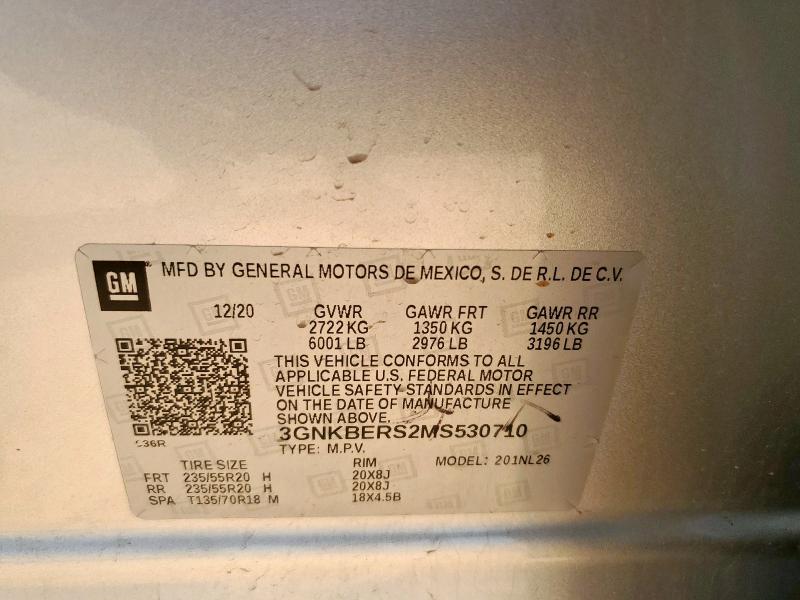 GM MFD BY GENERAL MOTORS DE MEXICO, S. DE R.L. DE C.V.
12/20 GVWR GAWR FRT GAWR RR
2722 KG 1350 KG 1450 KG
6001 LB 2976 LB 3196 LB
THIS VEHICLE CONFORMS TO ALL
APPLICABLE U.S. FEDERAL MOTOR
VEHICLE SAFETY STANDARDS IN EFFECT
ON THE DATE OF MANUFACTURE
SHOWN ABOVE.
3GNKBERS2MS530710
TYPE: M.P.V. MODEL: 201NL26
TIRE SIZE RIM
FRT 235/55R20 H 20X8J
RR 235/55R20 H 20X8J
SPA T135/70R18 M 18X4.5B